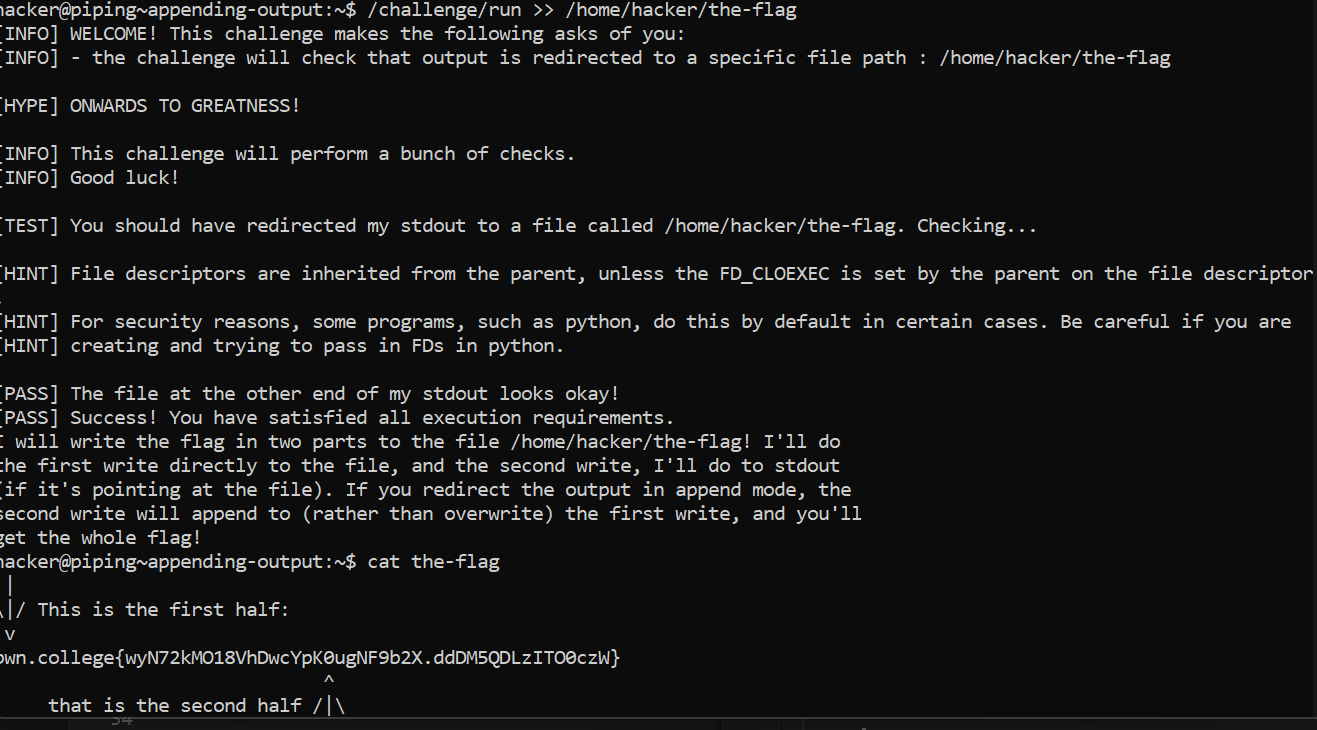 hacker@piping~appending-output:~$ /challenge/run >> /home/hacker/the-flag
[INFO] WELCOME! This challenge makes the following asks of you:
[INFO] - the challenge will check that output is redirected to a specific file path : /home/hacker/the-flag
[HYPE] ONWARDS TO GREATNESS!
[INFO] This challenge will perform a bunch of checks.
[INFO] Good luck!
[TEST] You should have redirected my stdout to a file called /home/hacker/the-flag. Checking...
[HINT] File descriptors are inherited from the parent, unless the FD_CLOEXEC is set by the parent on the file descriptor
.
[HINT] For security reasons, some programs, such as python, do this by default in certain cases. Be careful if you are
[HINT] creating and trying to pass in FDs in python.
[PASS] The file at the other end of my stdout looks okay!
[PASS] Success! You have satisfied all execution requirements.
I will write the flag in two parts to the file /home/hacker/the-flag! I'll do
the first write directly to the file, and the second write, I'll do to stdout
(if it's pointing at the file). If you redirect the output in append mode, the
second write will append to (rather than overwrite) the first write, and you'll
get the whole flag!
hacker@piping~appending-output:~$ cat the-flag
|
\|/ This is the first half:
v
pwn.college{wyN72kMO18VhDwcYpK0ugNF9b2X.ddDM5QDLzITO0czW}
^
that is the second half /|\